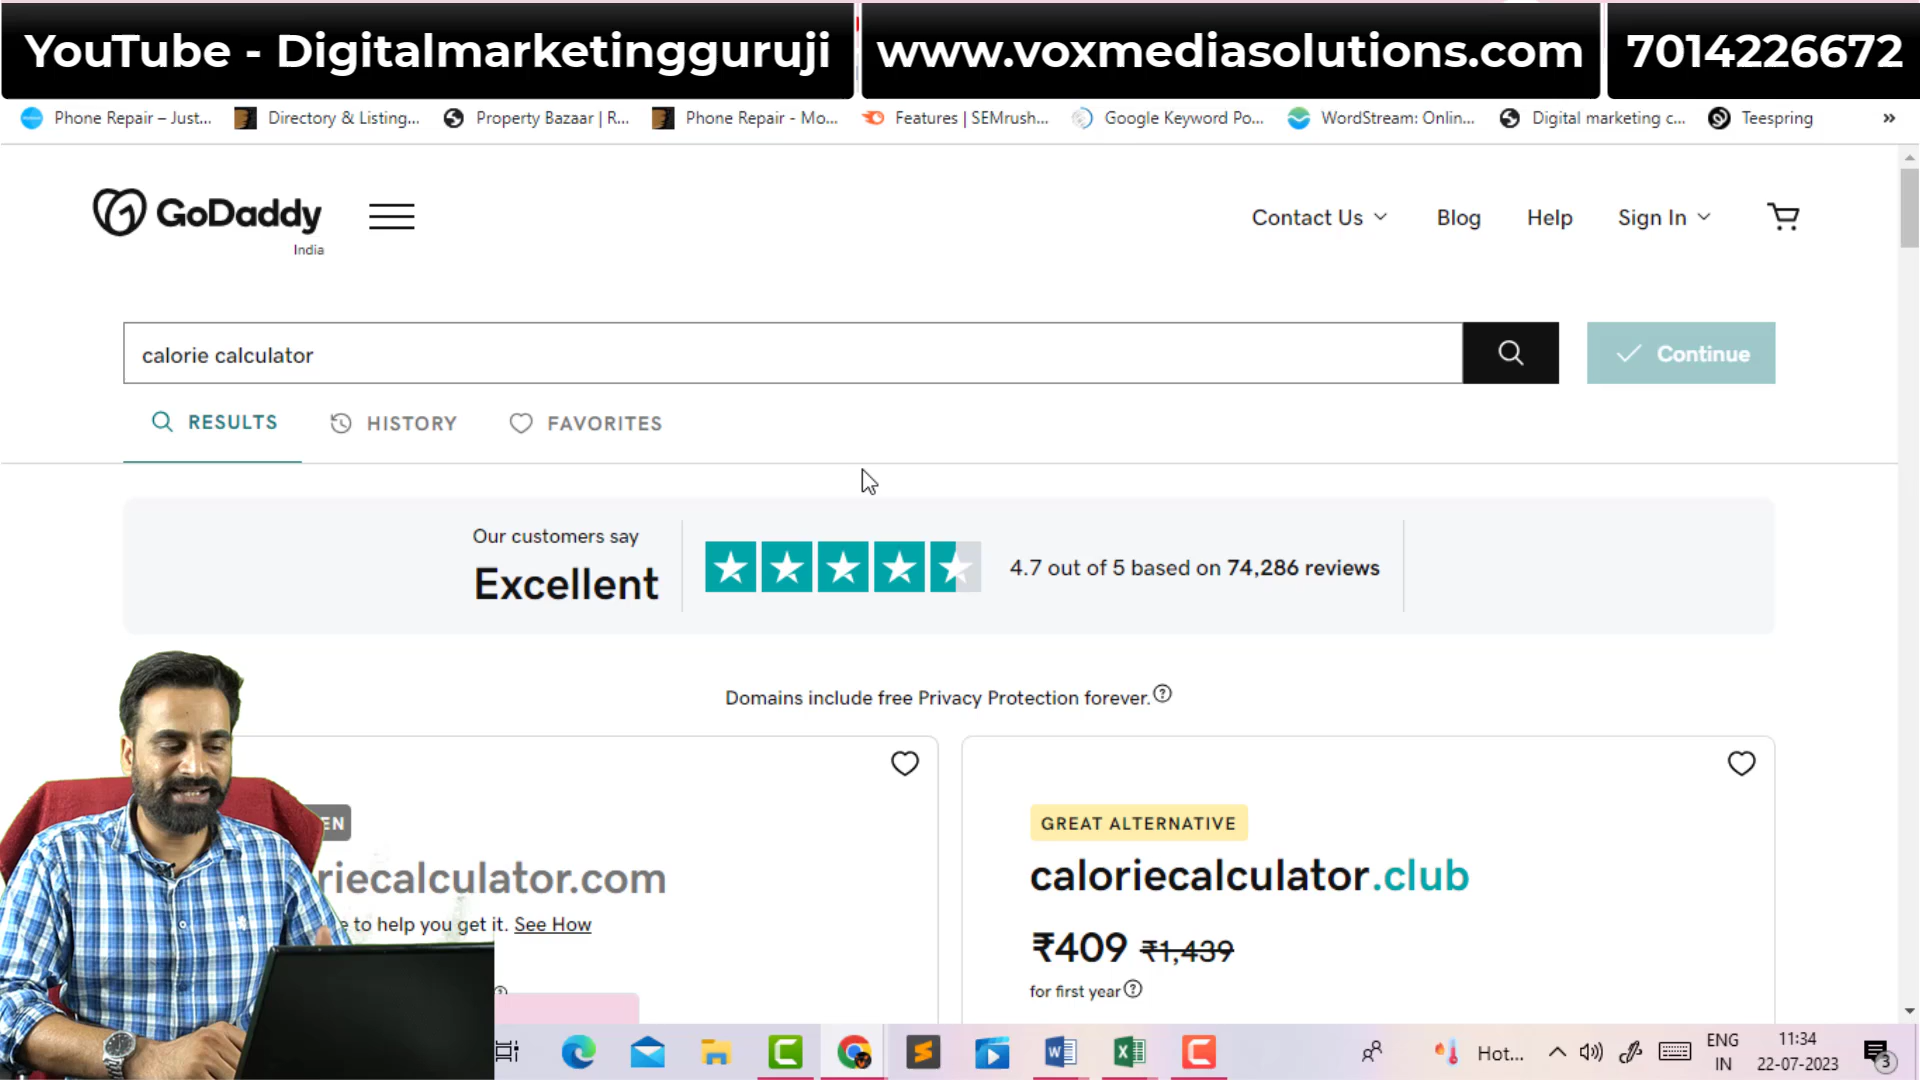 YouTube - Digitalmarketingguruji
www.voxmediasolutions.com
7014226672
Phone Repair – Just...
Directory & Listing...
Property Bazaar | R...
Phone Repair - Mo...
Features | SEMrush...
Google Keyword Po...
WordStream: Onlin...
Digital marketing c...
Teespring
»
GoDaddy
India
Contact Us
Blog
Help
Sign In
calorie calculator
Continue
RESULTS
HISTORY
FAVORITES
Our customers say
Excellent
4.7 out of 5 based on 74,286 reviews
Domains include free Privacy Protection forever.
EN
riecalculator.com
e to help you get it. See How
GREAT ALTERNATIVE
caloriecalculator.club
₹409 ₹1,439
for first year
Hot...
ENG
IN
11:34
22-07-2023
3